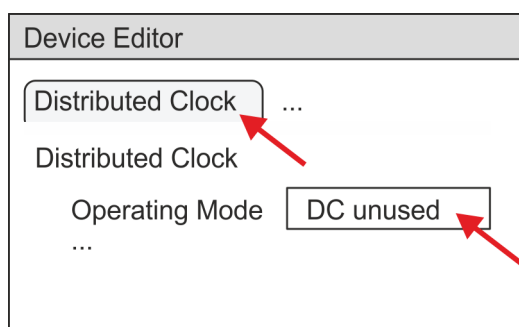 Device Editor
Distributed Clock ...
Distributed Clock
Operating Mode DC unused
...